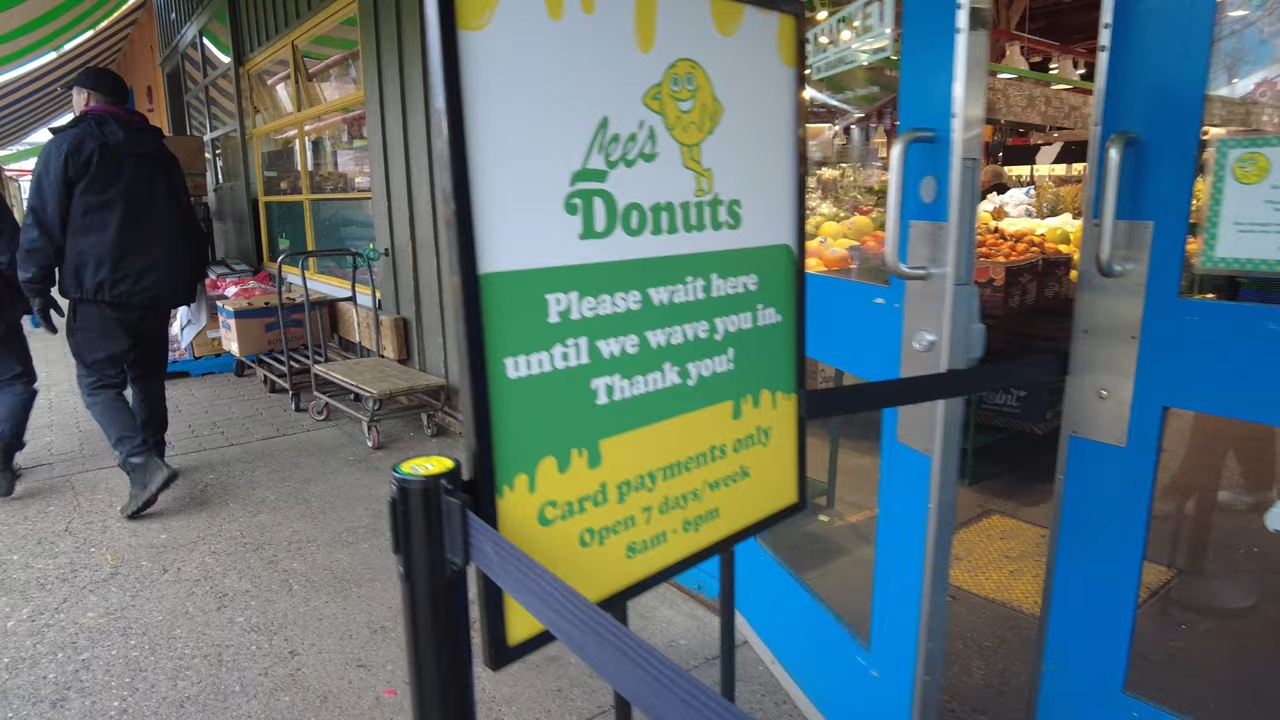 Lee's
Donuts
Please wait here
until we wave you in.
Thank you!
Card payments only
Open 7 days/week
8am - 6pm